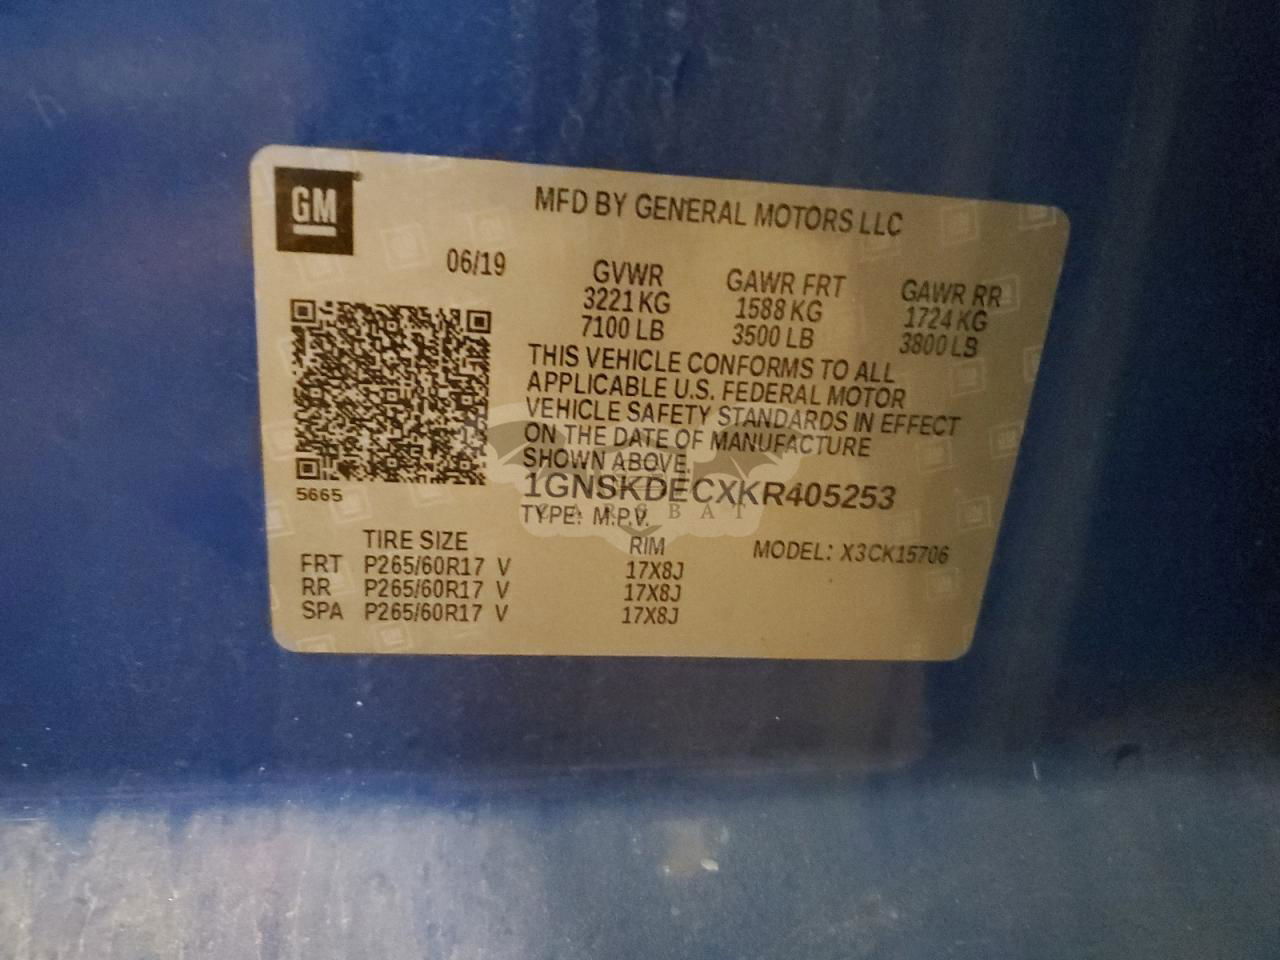 GM
MFD BY GENERAL MOTORS LLC
06/19
GVWR GAWR FRT GAWR RR
3221 KG 1588 KG 1724 KG
7100 LB 3500 LB 3800 LB
THIS VEHICLE CONFORMS TO ALL
APPLICABLE U.S. FEDERAL MOTOR
VEHICLE SAFETY STANDARDS IN EFFECT
ON THE DATE OF MANUFACTURE
SHOWN ABOVE.
5665
1GNSKDECXKR405253
CARSBAT
TYPE: M.P.V.
TIRE SIZE RIM MODEL: X3CK15706
FRT P265/60R17 V 17X8J
RR P265/60R17 V 17X8J
SPA P265/60R17 V 17X8J